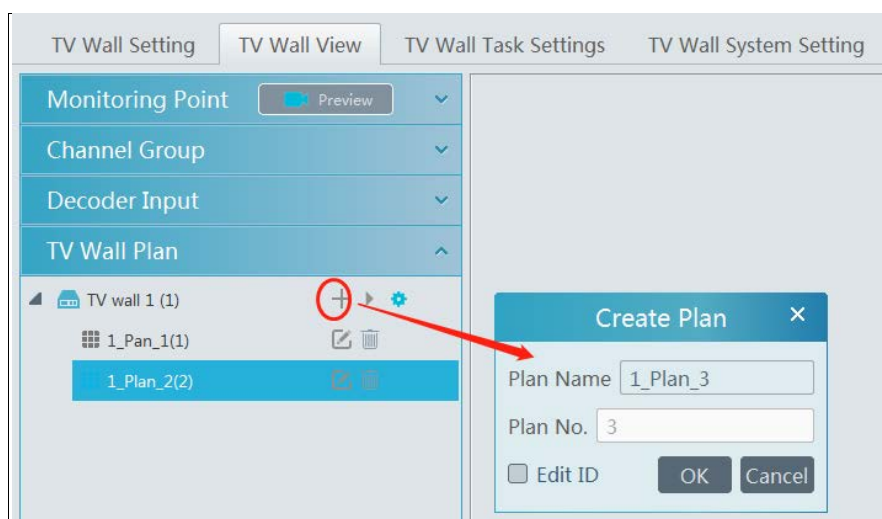 TV Wall Setting TV Wall View TV Wall Task Settings TV Wall System Setting
Monitoring Point Preview
Channel Group
Decoder Input
TV Wall Plan
TV wall 1 (1)
1_Pan_1(1)
1_Plan_2(2)
Create Plan
Plan Name 1_Plan_3
Plan No. 3
Edit ID OK Cancel